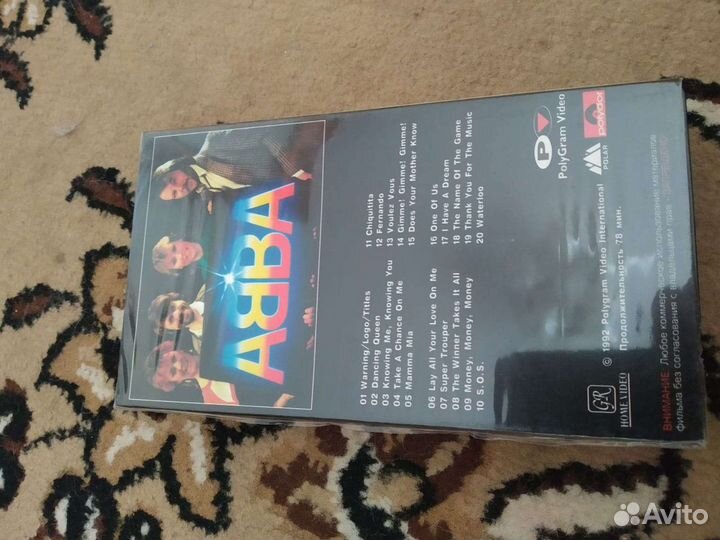 ABBA
01 Warning/Logo/Titles
02 Dancing Queen
03 Knowing Me, Knowing You
04 Take A Chance On Me
05 Mamma Mia
06 Lay All Your Love On Me
07 Super Trouper
08 The Winner Takes It All
09 Money, Money, Money
10 S.O.S.
11 Chiquitita
12 Fernando
13 Voulez Vous
14 Gimme! Gimme! Gimme!
15 Does Your Mother Know
16 One Of Us
17 I Have A Dream
18 The Name Of The Game
19 Thank You For The Music
20 Waterloo
GR
HOME VIDEO
© 1992 Polygram Video International
Продолжительность 78 мин.
P
PolyGram Video
POLAR
polydor
ВНИМАНИЕ Любое коммерческое использование материалов
фильма без согласования с владельцами прав - ЗАПРЕЩЕНО
Avito